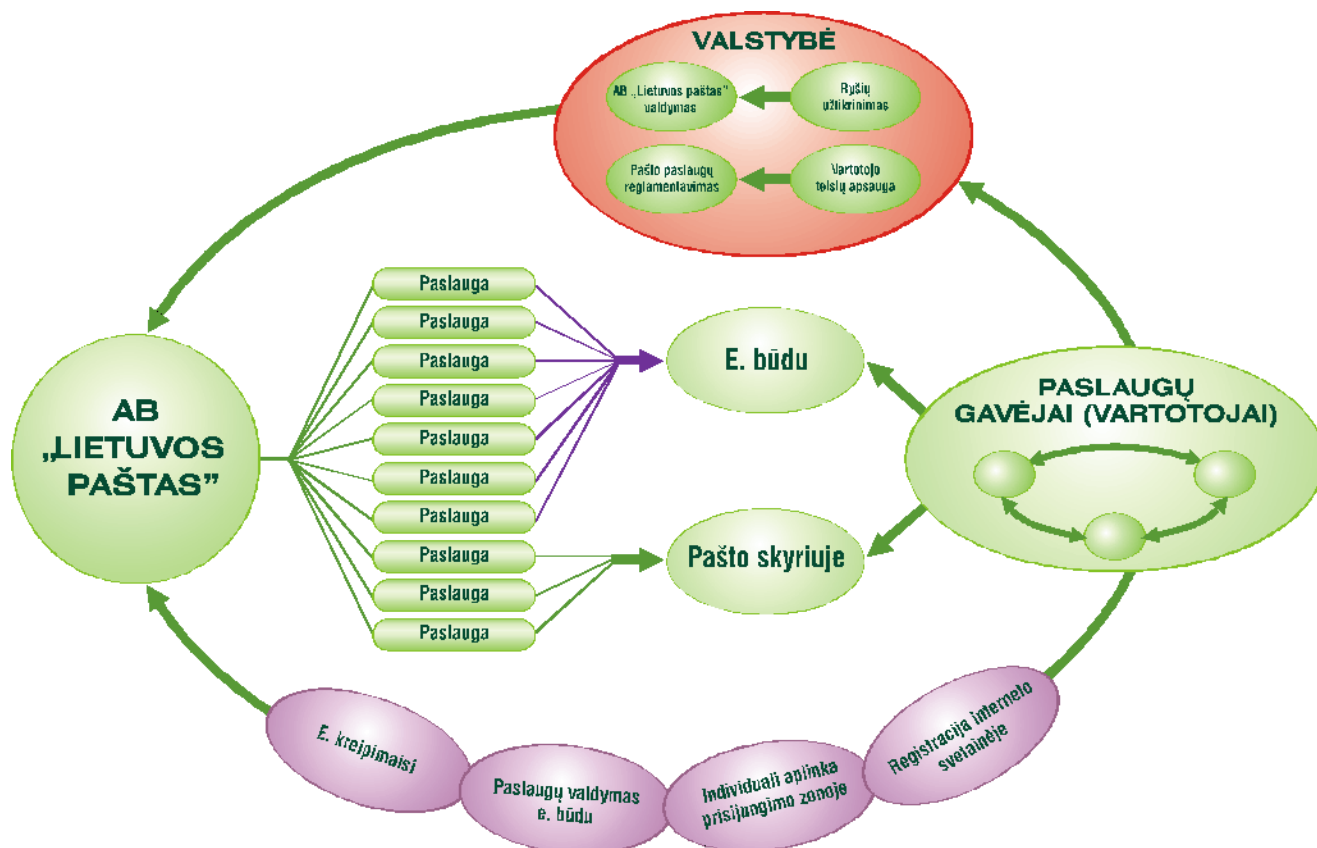 VALSTYBĖ
AB „Lietuvos paštas”
valdymas
Ryšių
užtikrinimas
Pašto paslaugų
reglamentavimas
Vartotojo
teisių apsauga
Paslauga
Paslauga
Paslauga
Paslauga
Paslauga
Paslauga
Paslauga
Paslauga
Paslauga
Paslauga
E. būdu
Pašto skyriuje
AB
„LIETUVOS
PAŠTAS”
PASLAUGŲ
GAVĖJAI (VARTOTOJAI)
E. kreipimaisi
Paslaugų valdymas
e. būdu
Individuali aplinka
prisijungimo zonoje
Registracija interneto
svetainėje